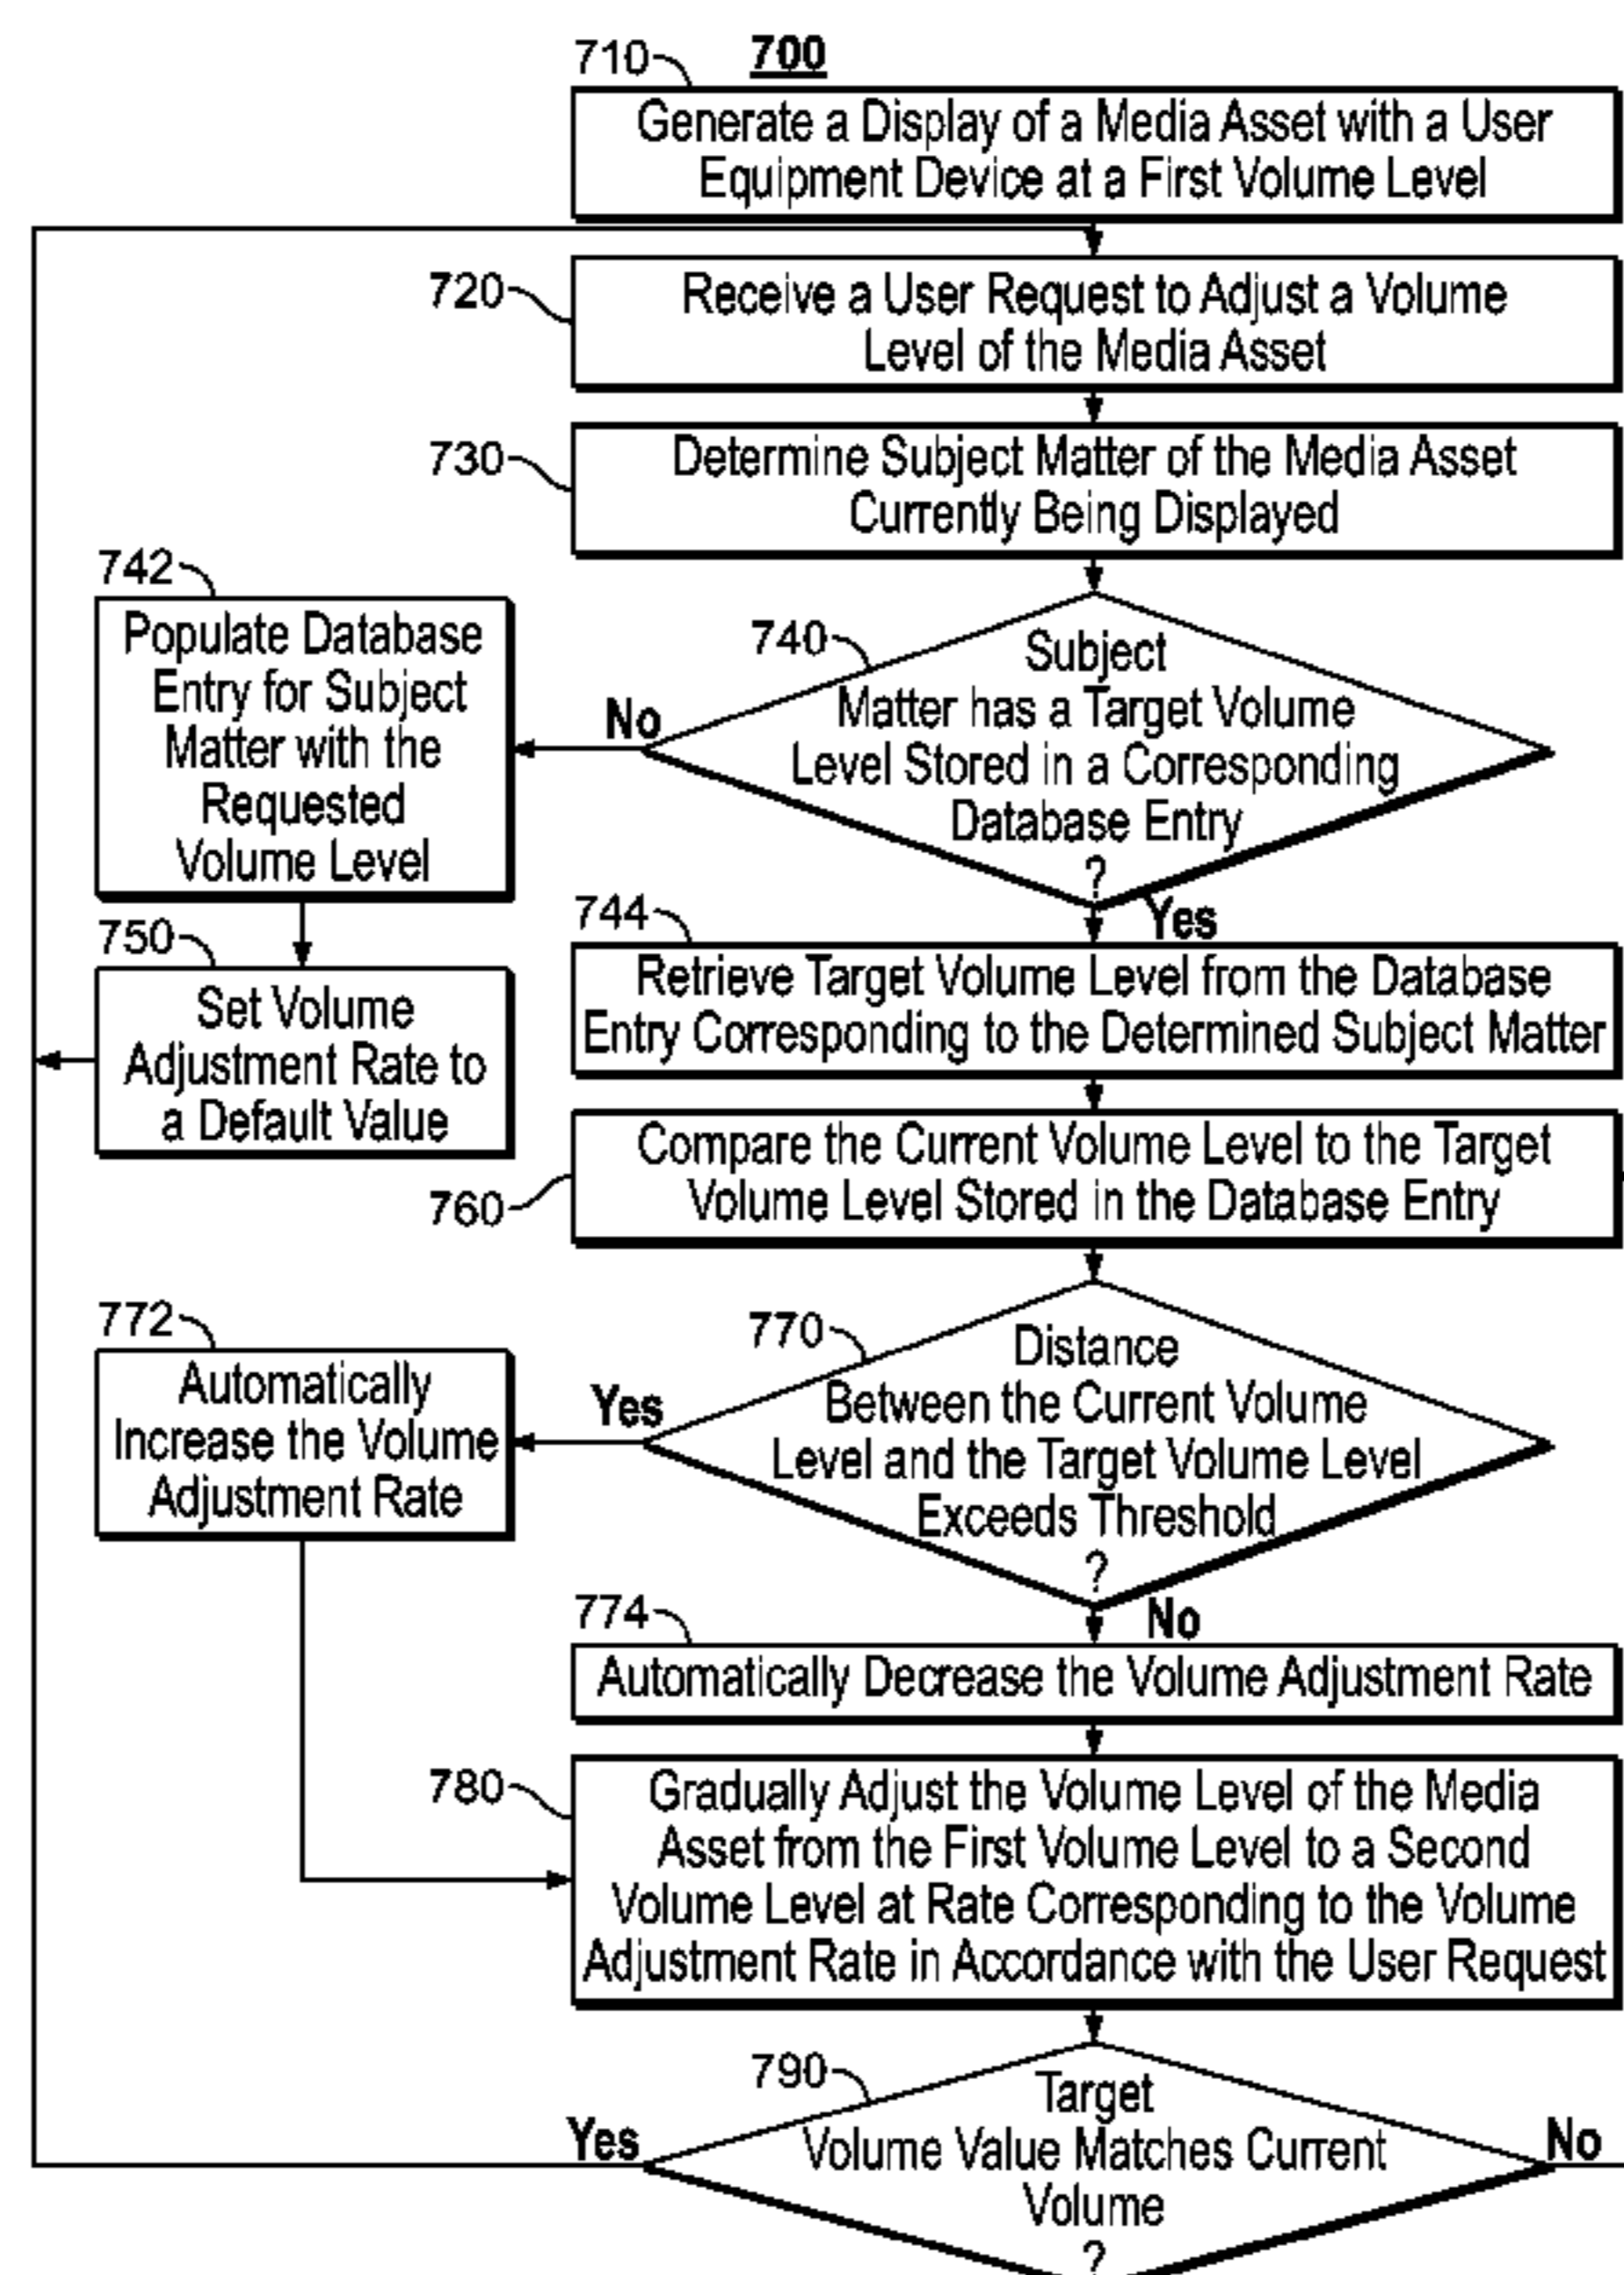 700
710
Generate a Display of a Media Asset with a User
Equipment Device at a First Volume Level
720
Receive a User Request to Adjust a Volume
Level of the Media Asset
730
Determine Subject Matter of the Media Asset
Currently Being Displayed
740
Subject
Matter has a Target Volume
Level Stored in a Corresponding
Database Entry
?
No
Yes
742
Populate Database
Entry for Subject
Matter with the
Requested
Volume Level
750
Set Volume
Adjustment Rate to
a Default Value
744
Retrieve Target Volume Level from the Database
Entry Corresponding to the Determined Subject Matter
760
Compare the Current Volume Level to the Target
Volume Level Stored in the Database Entry
770
Distance
Between the Current Volume
Level and the Target Volume Level
Exceeds Threshold
?
Yes
No
772
Automatically
Increase the Volume
Adjustment Rate
774
Automatically Decrease the Volume Adjustment Rate
780
Gradually Adjust the Volume Level of the Media
Asset from the First Volume Level to a Second
Volume Level at Rate Corresponding to the Volume
Adjustment Rate in Accordance with the User Request
790
Target
Volume Value Matches Current
Volume
?
Yes
No